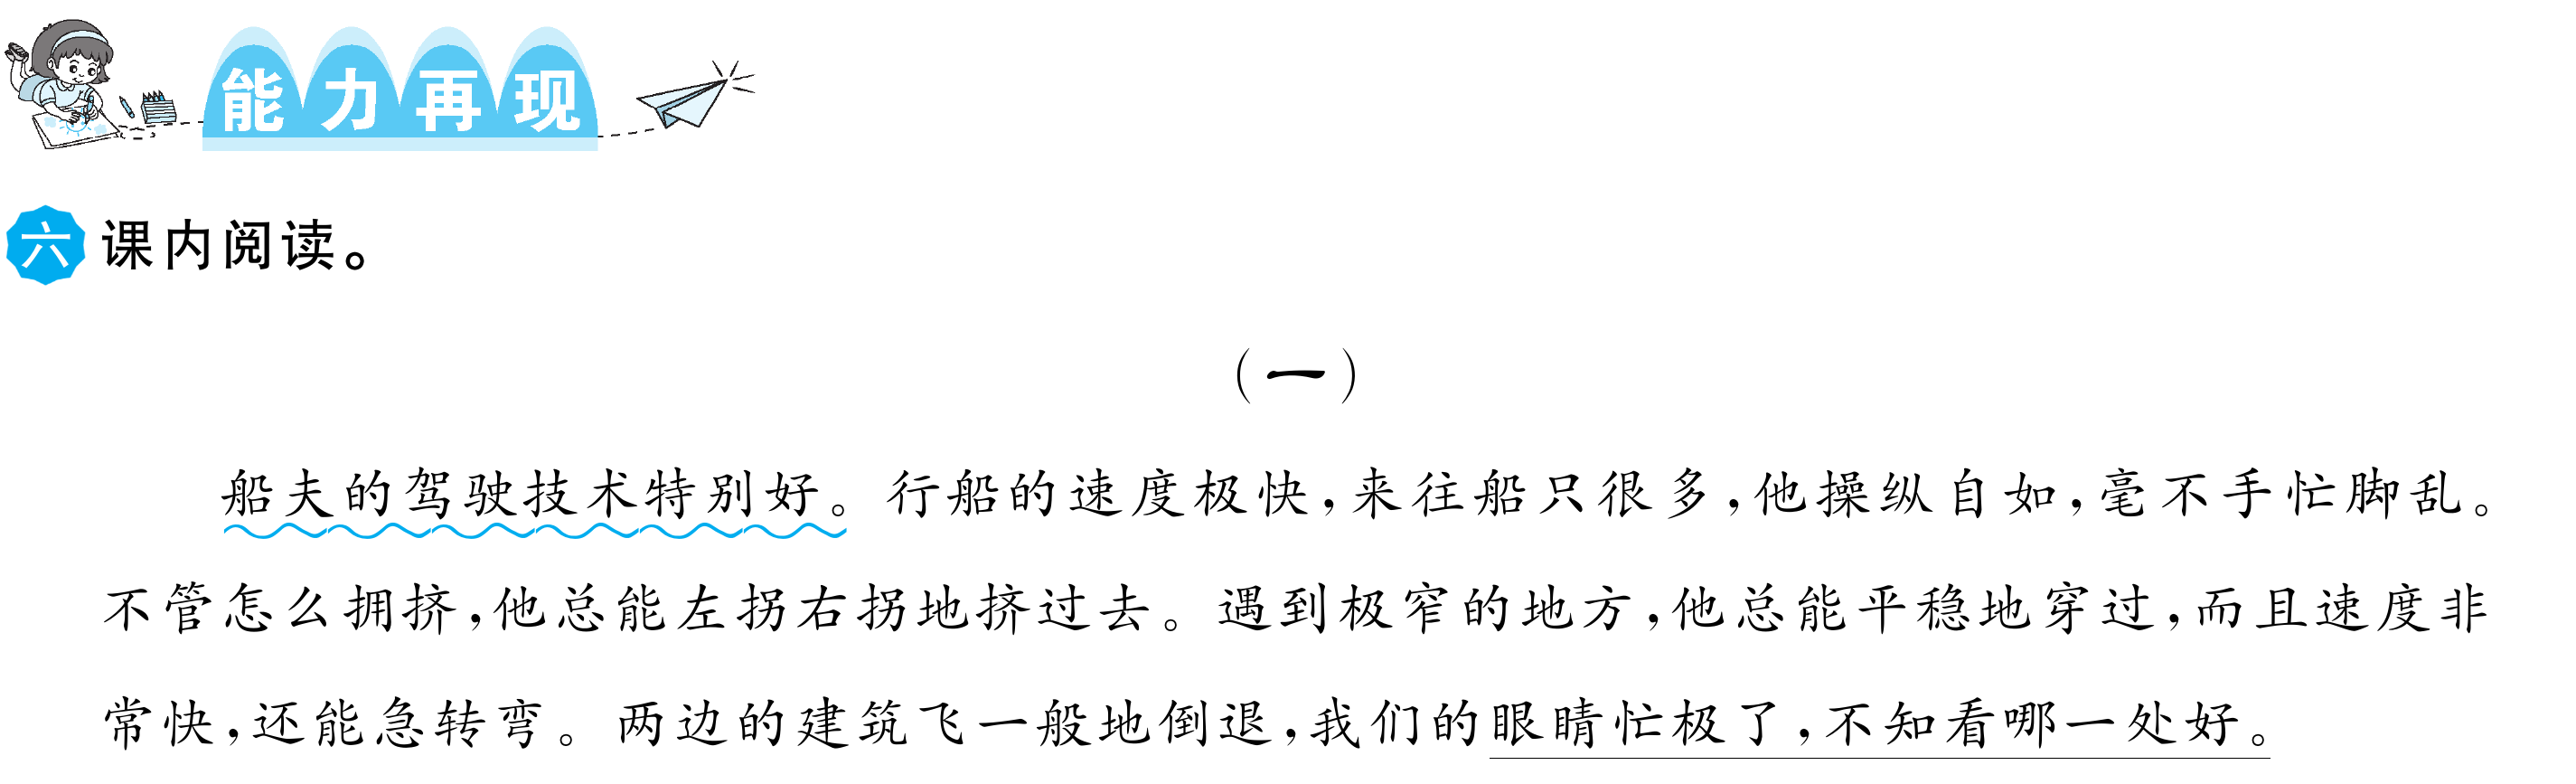 能力再现
六 课内阅读。
（一）
船夫的驾驶技术特别好。行船的速度极快，来往船只很多，他操纵自如，毫不手忙脚乱。
不管怎么拥挤，他总能左拐右拐地挤过去。遇到极窄的地方，他总能平稳地穿过，而且速度非
常快，还能急转弯。两边的建筑飞一般地倒退，我们的眼睛忙极了，不知看哪一处好。